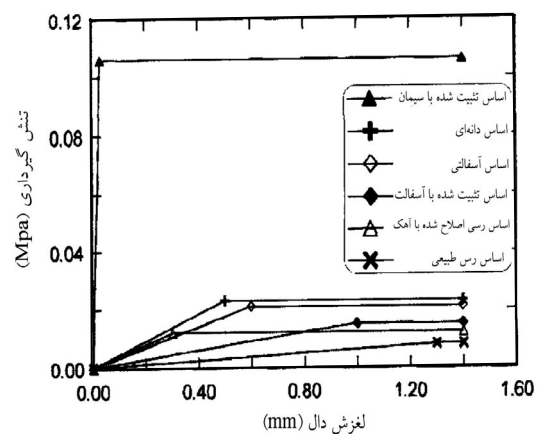 0.12
0.08
0.04
0.00
تنش گیرداری (Mpa)
اساس تثبیت شده با سیمان
اساس دانه‌ای
اساس آسفالتی
اساس تثبیت شده با آسفالت
اساس رسی اصلاح شده با آهک
اساس رس طبیعی
0.00 0.40 0.80 1.20 1.60
لغزش دال (mm)